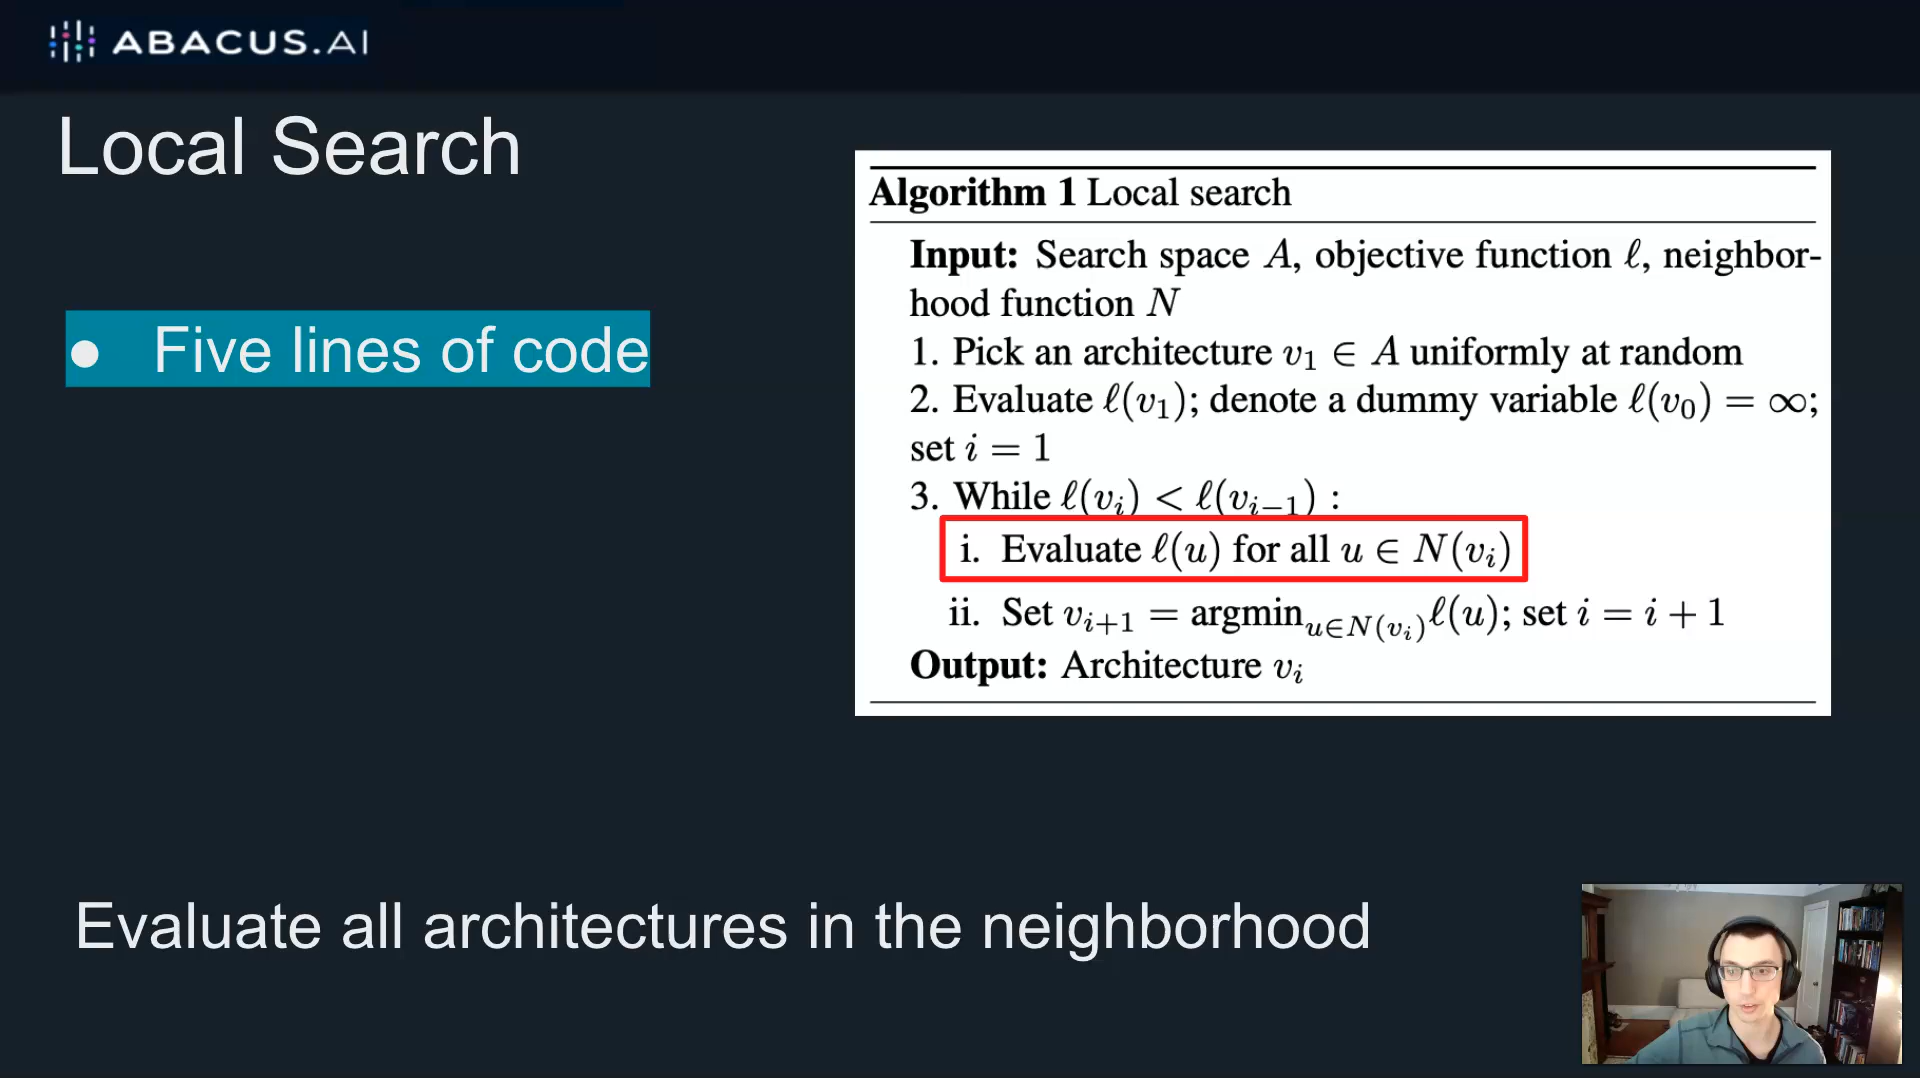 ABACUS.AI
Local Search
● Five lines of code
Algorithm 1 Local search
Input: Search space A, objective function ℓ, neighbor-
hood function N
1. Pick an architecture v₁ ∈ A uniformly at random
2. Evaluate ℓ(v₁); denote a dummy variable ℓ(v₀) = ∞;
set i = 1
3. While ℓ(vᵢ) < ℓ(vᵢ₋₁) :
i. Evaluate ℓ(u) for all u ∈ N(vᵢ)
ii. Set vᵢ₊₁ = argmin_{u∈N(vᵢ)} ℓ(u); set i = i + 1
Output: Architecture vᵢ
Evaluate all architectures in the neighborhood